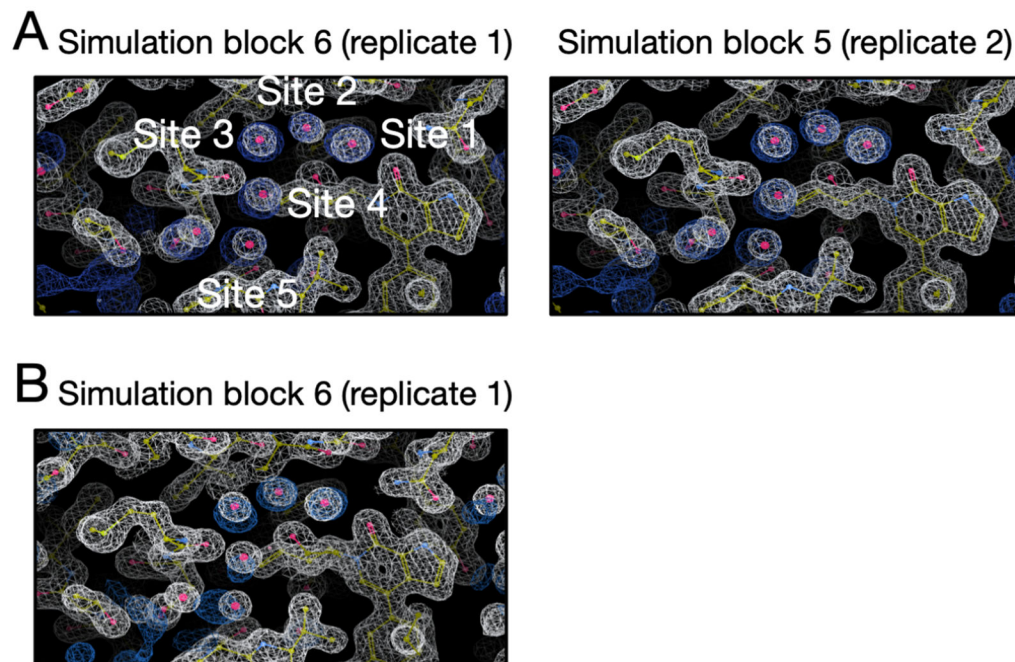 A
Simulation block 6 (replicate 1)
Simulation block 5 (replicate 2)
Site 2
Site 3
Site 1
Site 4
Site 5
B
Simulation block 6 (replicate 1)